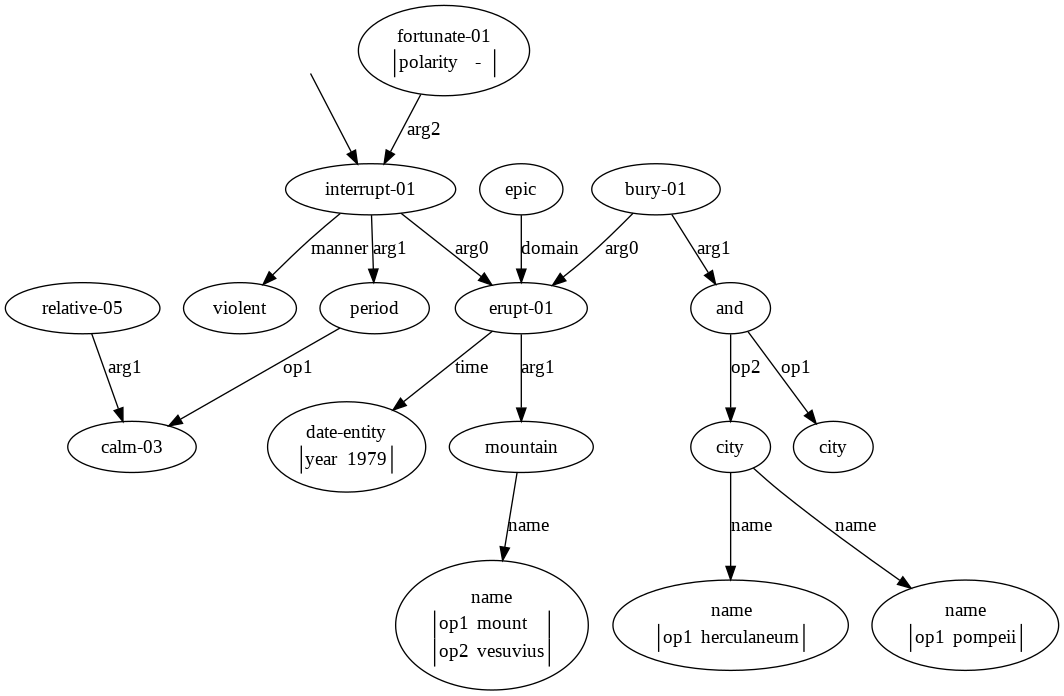 fortunate-01
polarity -
arg2
interrupt-01
epic
bury-01
manner
arg1
arg0
domain
arg0
arg1
relative-05
violent
period
erupt-01
and
arg1
op1
time
arg1
op2
op1
calm-03
date-entity
year 1979
mountain
city
city
name
name
name
name
op1 mount
op2 vesuvius
name
op1 herculaneum
name
op1 pompeii